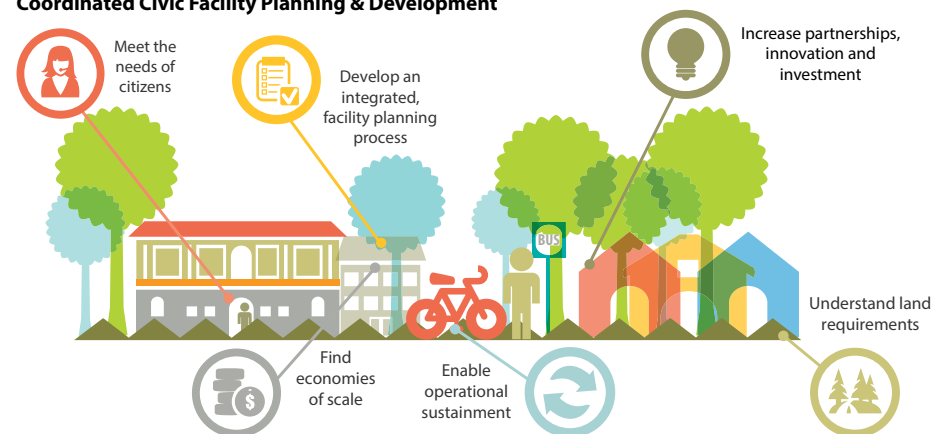 Coordinated Civic Facility Planning & Development
Meet the
needs of
citizens
Develop an
integrated,
facility planning
process
Increase partnerships,
innovation and
investment
BUS
Understand land
requirements
Find
economies
of scale
$
Enable
operational
sustainment